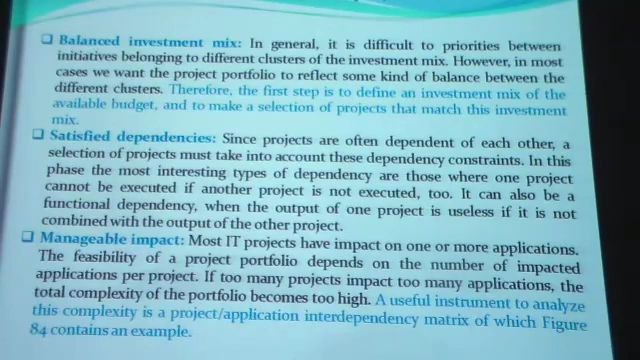 ❑ Balanced investment mix: In general, it is difficult to priorities between
initiatives belonging to different clusters of the investment mix. However, in most
cases we want the project portfolio to reflect some kind of balance between the
different clusters. Therefore, the first step is to define an investment mix of the
available budget, and to make a selection of projects that match this investment
mix.
❑ Satisfied dependencies: Since projects are often dependent of each other, a
selection of projects must take into account these dependency constraints. In this
phase the most interesting types of dependency are those where one project
cannot be executed if another project is not executed, too. It can also be a
functional dependency, when the output of one project is useless if it is not
combined with the output of the other project.
❑ Manageable impact: Most IT projects have impact on one or more applications.
The feasibility of a project portfolio depends on the number of impacted
applications per project. If too many projects impact too many applications, the
total complexity of the portfolio becomes too high. A useful instrument to analyze
this complexity is a project/application interdependency matrix of which Figure
84 contains an example.